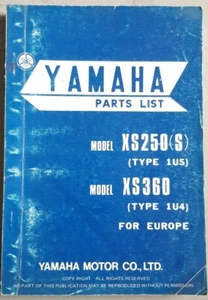 YAMAHA
PARTS LIST
MODEL XS250(S)
(TYPE 1U5)
MODEL XS360
(TYPE 1U4)
FOR EUROPE
YAMAHA MOTOR CO., LTD.
COPY RIGHT ALL RIGHTS RESERVED
NO PART OF THIS PUBLICATION MAY BE REPRODUCED WITHOUT PERMISSION